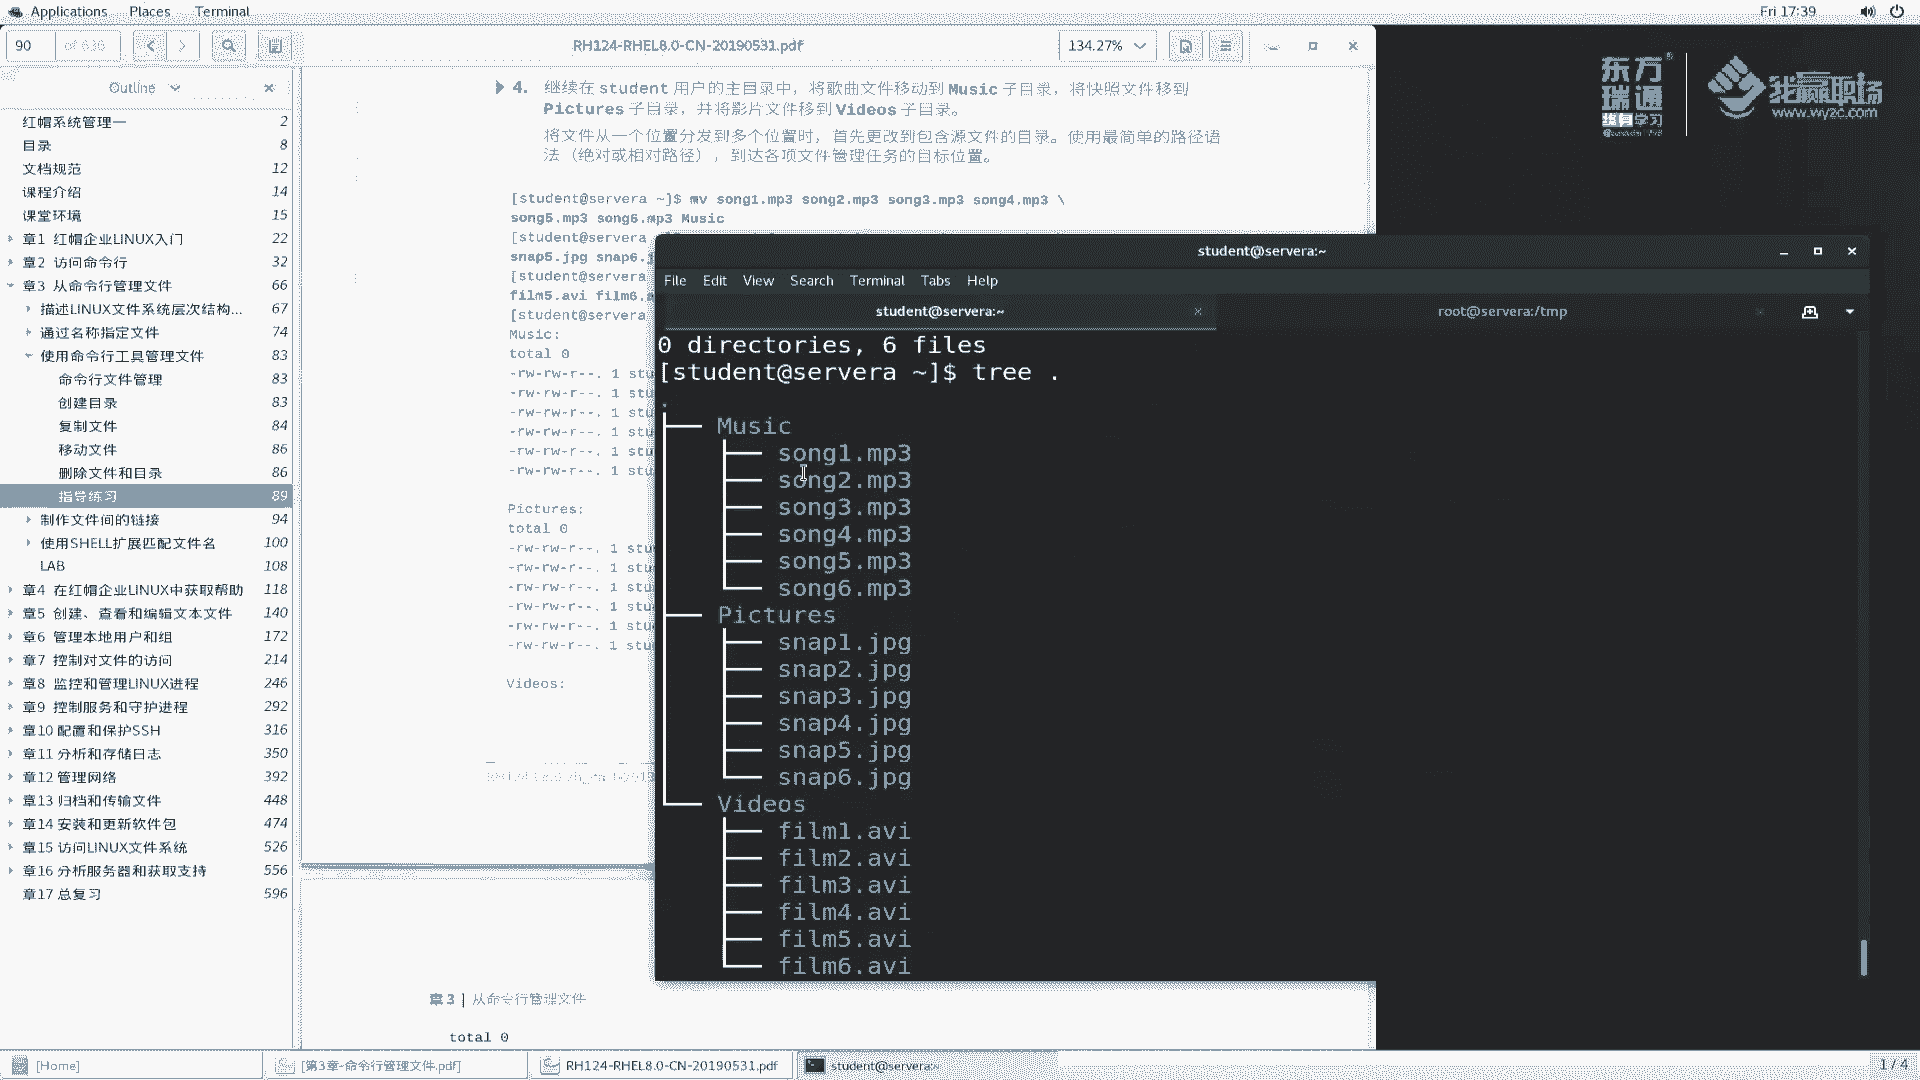 Applications Places Terminal
Fri 17:39
90 of 636
RH124-RHEL8.0-CN-20190531.pdf
134.27%
Outline
红帽系统管理一 2
目录 8
文档规范 12
课程介绍 14
课堂环境 15
章1 红帽企业LINUX入门 22
章2 访问命令行 32
章3 从命令行管理文件 66
描述LINUX文件系统层次结构... 67
通过名称指定文件 74
使用命令行工具管理文件 83
命令行文件管理 83
创建目录 83
复制文件 84
移动文件 86
删除文件和目录 86
指导练习 89
制作文件间的链接 94
使用SHELL扩展匹配文件名 100
LAB 108
章4 在红帽企业LINUX中获取帮助 118
章5 创建、查看和编辑文本文件 140
章6 管理本地用户和组 172
章7 控制对文件的访问 214
章8 监控和管理LINUX进程 246
章9 控制服务和守护进程 292
章10 配置和保护SSH 316
章11 分析和存储日志 350
章12 管理网络 392
章13 归档和传输文件 448
章14 安装和更新软件包 474
章15 访问LINUX文件系统 526
章16 分析服务器和获取支持 556
章17 总复习 596
4. 继续在 student 用户的主目录中，将歌曲文件移动到 Music 子目录，将快照文件移到
Pictures 子目录，并将影片文件移到 Videos 子目录。
将文件从一个位置分发到多个位置时，首先更改到包含源文件的目录。使用最简单的路径语
法（绝对或相对路径），到达各项文件管理任务的目标位置。
[student@servera ~]$ mv song1.mp3 song2.mp3 song3.mp3 song4.mp3 \
song5.mp3 song6.mp3 Music
[student@servera
snap5.jpg snap6.j
[student@servera
film5.avi film6.a
[student@servera
Music:
total 0
-rw-rw-r--. 1 stu
-rw-rw-r--. 1 stu
-rw-rw-r--. 1 stu
-rw-rw-r--. 1 stu
-rw-rw-r--. 1 stu
-rw-rw-r--. 1 stu
Pictures:
total 0
-rw-rw-r--. 1 stu
-rw-rw-r--. 1 stu
-rw-rw-r--. 1 stu
-rw-rw-r--. 1 stu
-rw-rw-r--. 1 stu
-rw-rw-r--. 1 stu
Videos:
章3 | 从命令行管理文件
total 0
东方瑞通
终身学习
我赢职场
www.wy2c.com
student@servera:~
File Edit View Search Terminal Tabs Help
student@servera:~
root@servera:/tmp
0 directories, 6 files
[student@servera ~]$ tree .
.
├── Music
│   ├── song1.mp3
│   ├── song2.mp3
│   ├── song3.mp3
│   ├── song4.mp3
│   ├── song5.mp3
│   └── song6.mp3
├── Pictures
│   ├── snap1.jpg
│   ├── snap2.jpg
│   ├── snap3.jpg
│   ├── snap4.jpg
│   ├── snap5.jpg
│   └── snap6.jpg
└── Videos
    ├── film1.avi
    ├── film2.avi
    ├── film3.avi
    ├── film4.avi
    ├── film5.avi
    └── film6.avi
[Home]
[第3章-命令行管理文件.pdf]
RH124-RHEL8.0-CN-20190531.pdf
student@servera:~
1 / 4